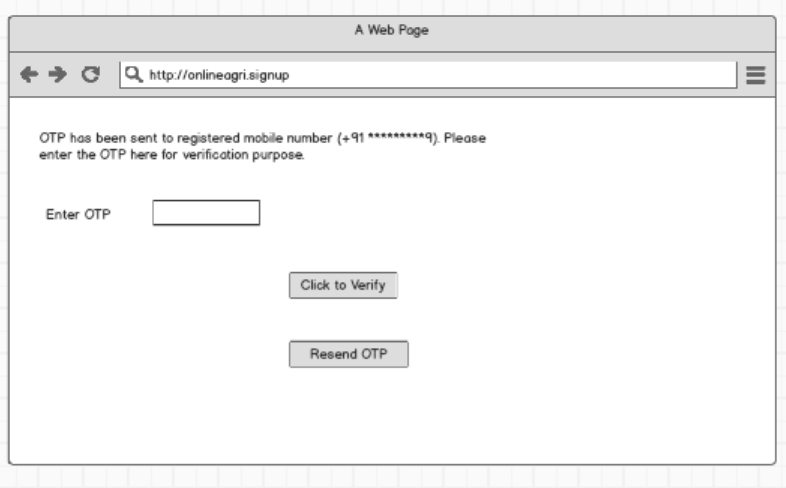 A Web Page
http://onlineagri.signup
OTP has been sent to registered mobile number (+91 *********9). Please
enter the OTP here for verification purpose.
Enter OTP
Click to Verify
Resend OTP